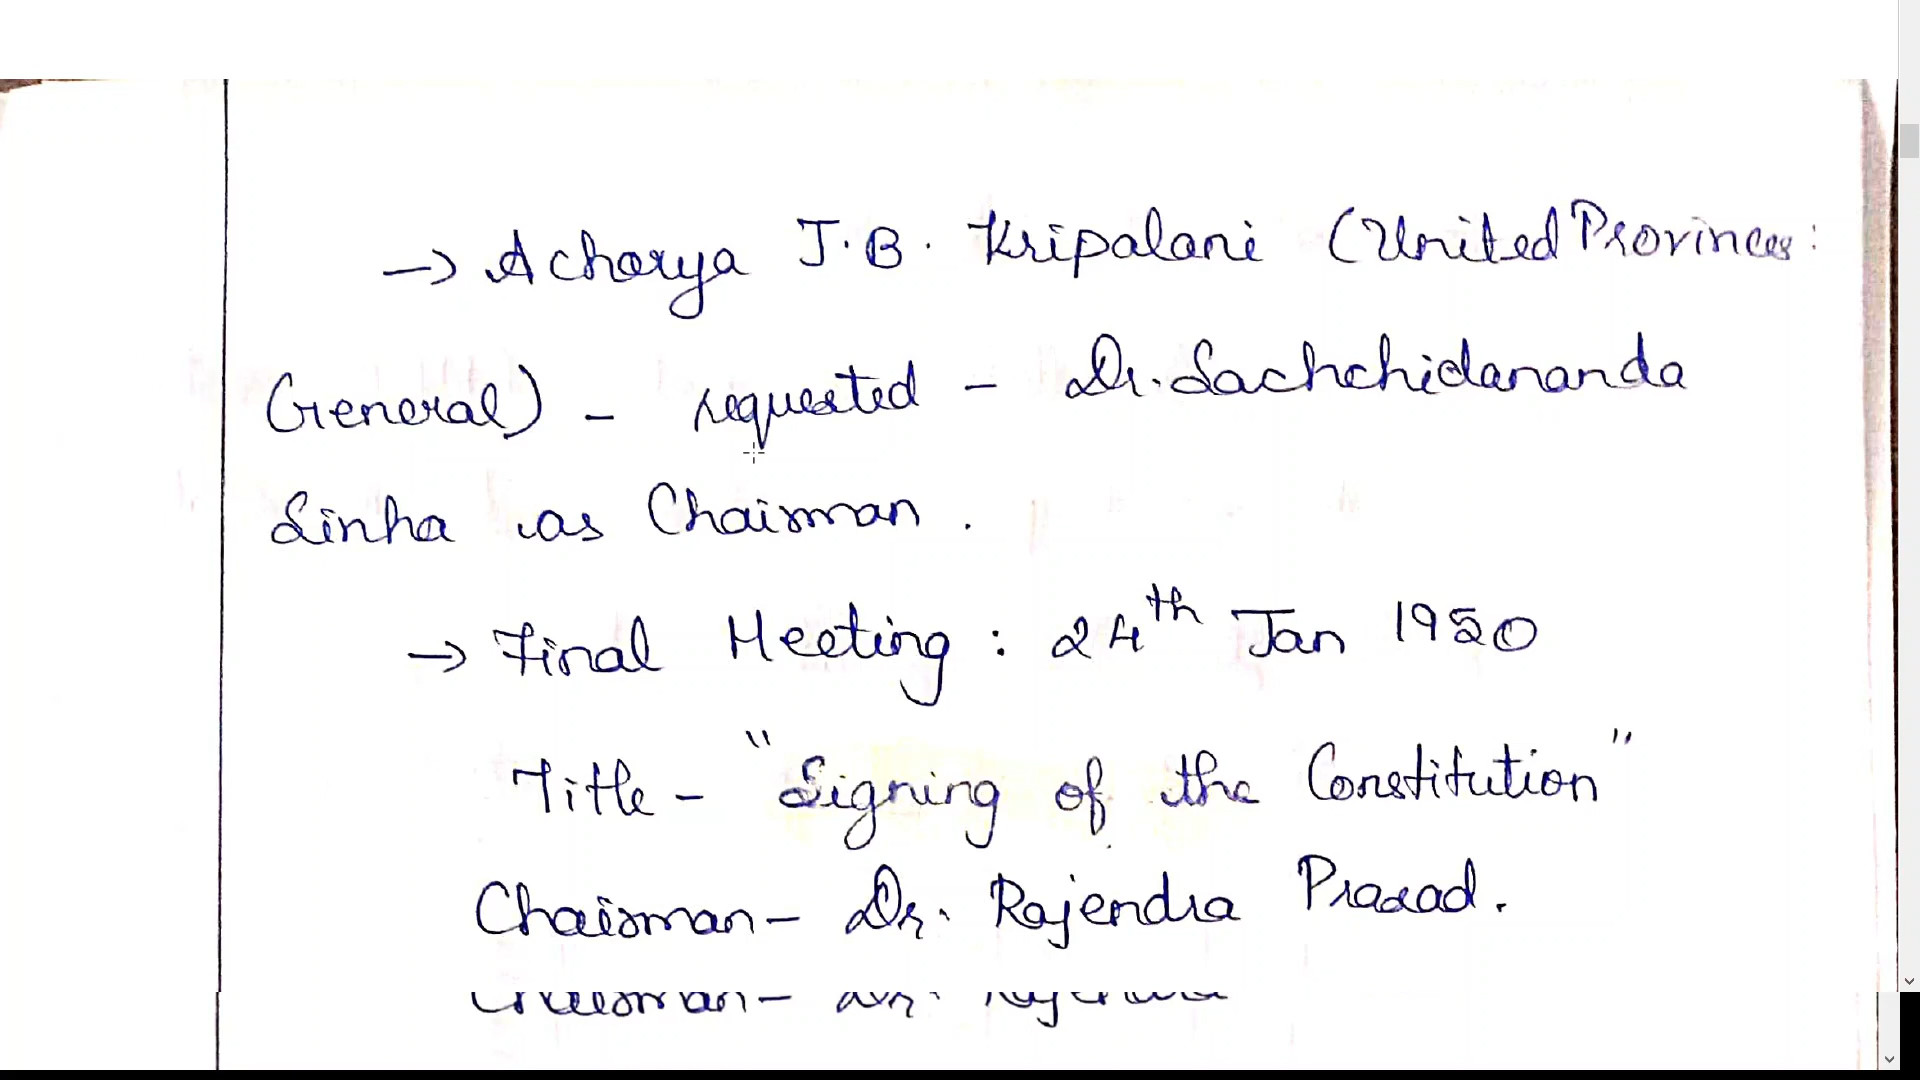 → Acharya J.B. Kripalani (United Provinces:
General) - requested - Dr. Sachchidananda
Sinha as Chairman.
→ Final Meeting: 24th Jan 1950
Title - "Signing of the Constitution"
Chairman - Dr. Rajendra Prasad.